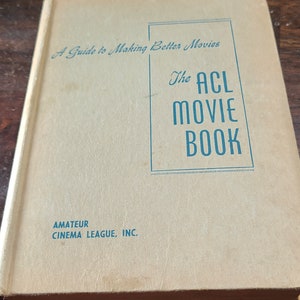 A Guide to Making Better Movies
The ACL
MOVIE
BOOK
AMATEUR
CINEMA LEAGUE, INC.